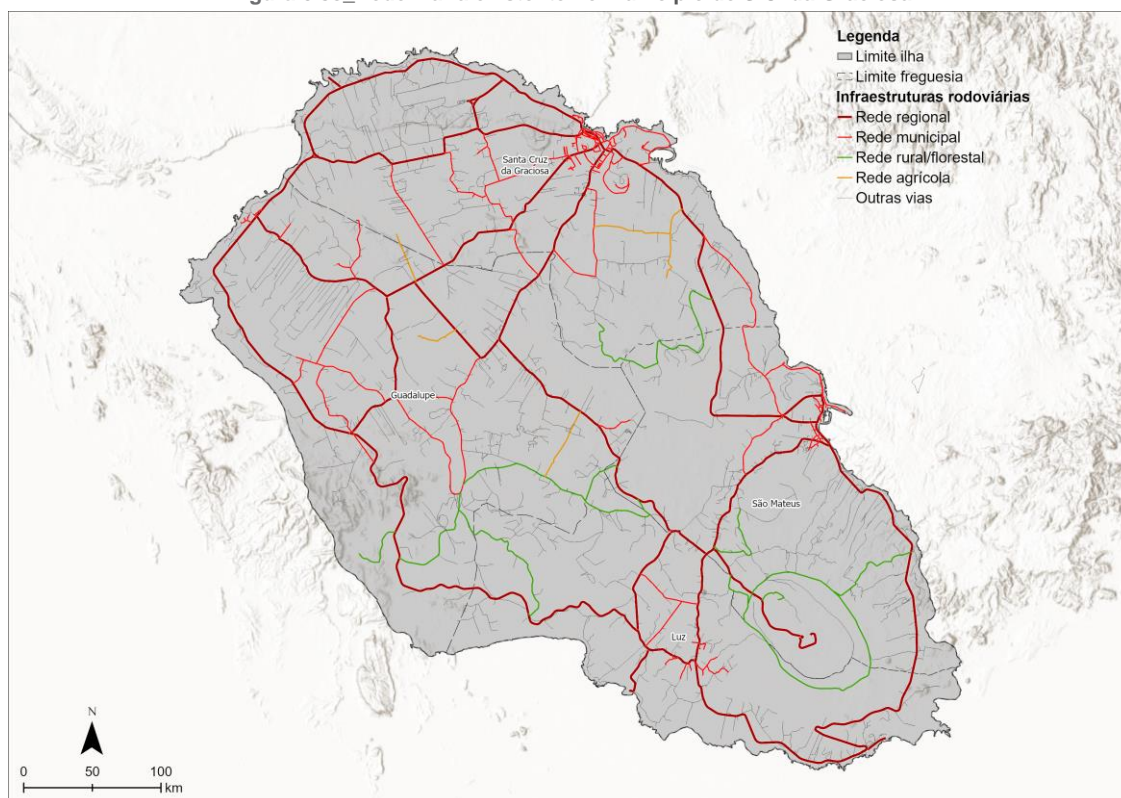 Legenda
Limite ilha
Limite freguesia
Infraestruturas rodoviárias
Rede regional
Rede municipal
Rede rural/florestal
Rede agrícola
Outras vias
Santa Cruz
da Graciosa
Guadalupe
São Mateus
Luz
N
0 50 100
km